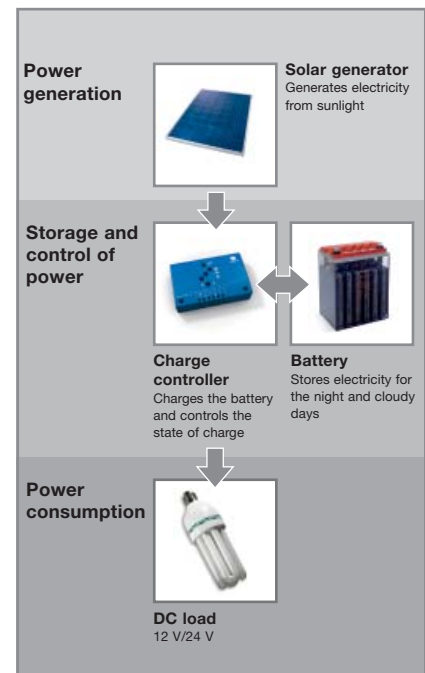 Power
generation
Solar generator
Generates electricity
from sunlight
Storage and
control of
power
Charge
controller
Charges the battery
and controls the
state of charge
Battery
Stores electricity for
the night and cloudy
days
Power
consumption
DC load
12 V/24 V